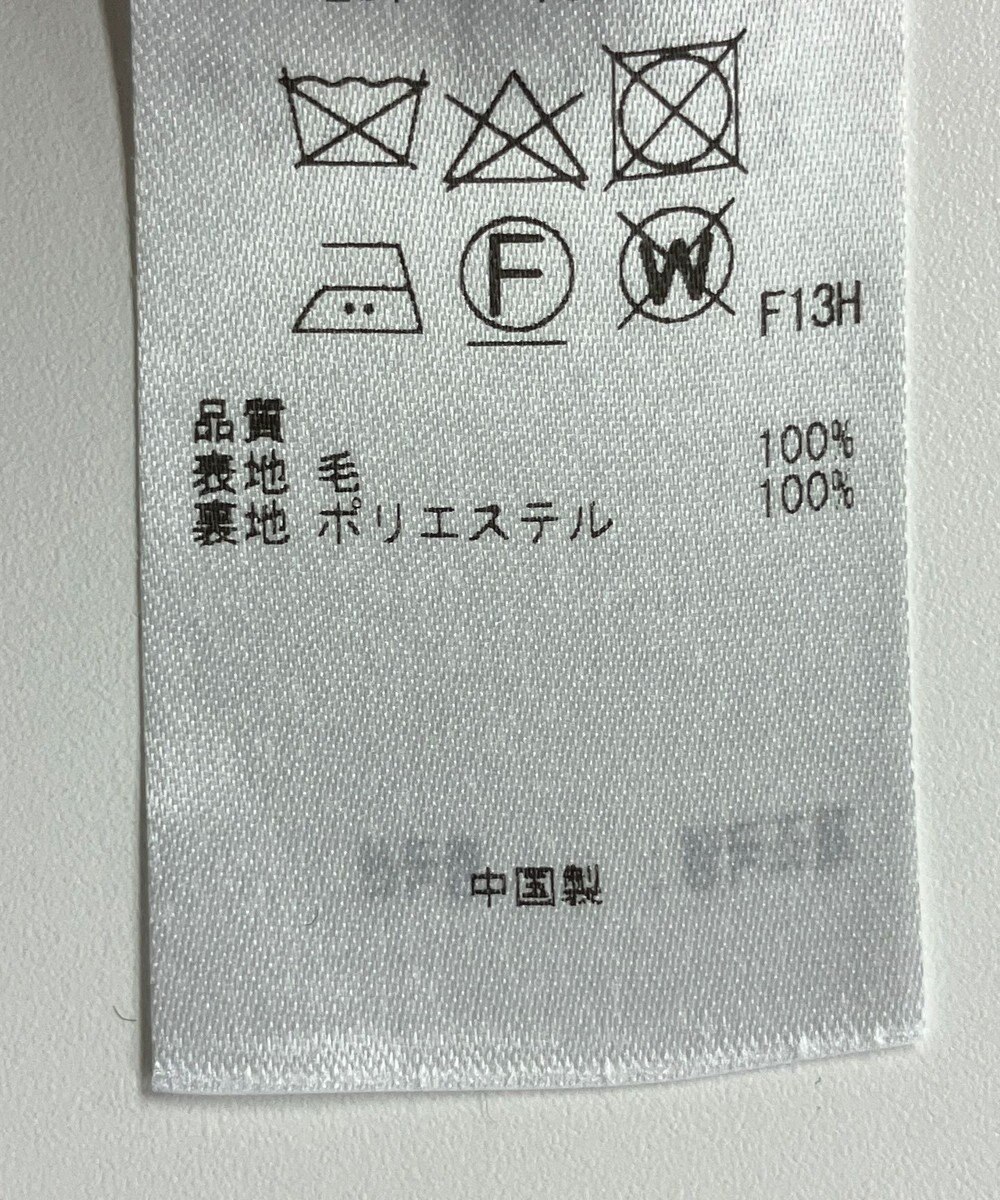 F
W
F13H
品質
表地 毛 100%
裏地 ポリエステル 100%
中国製